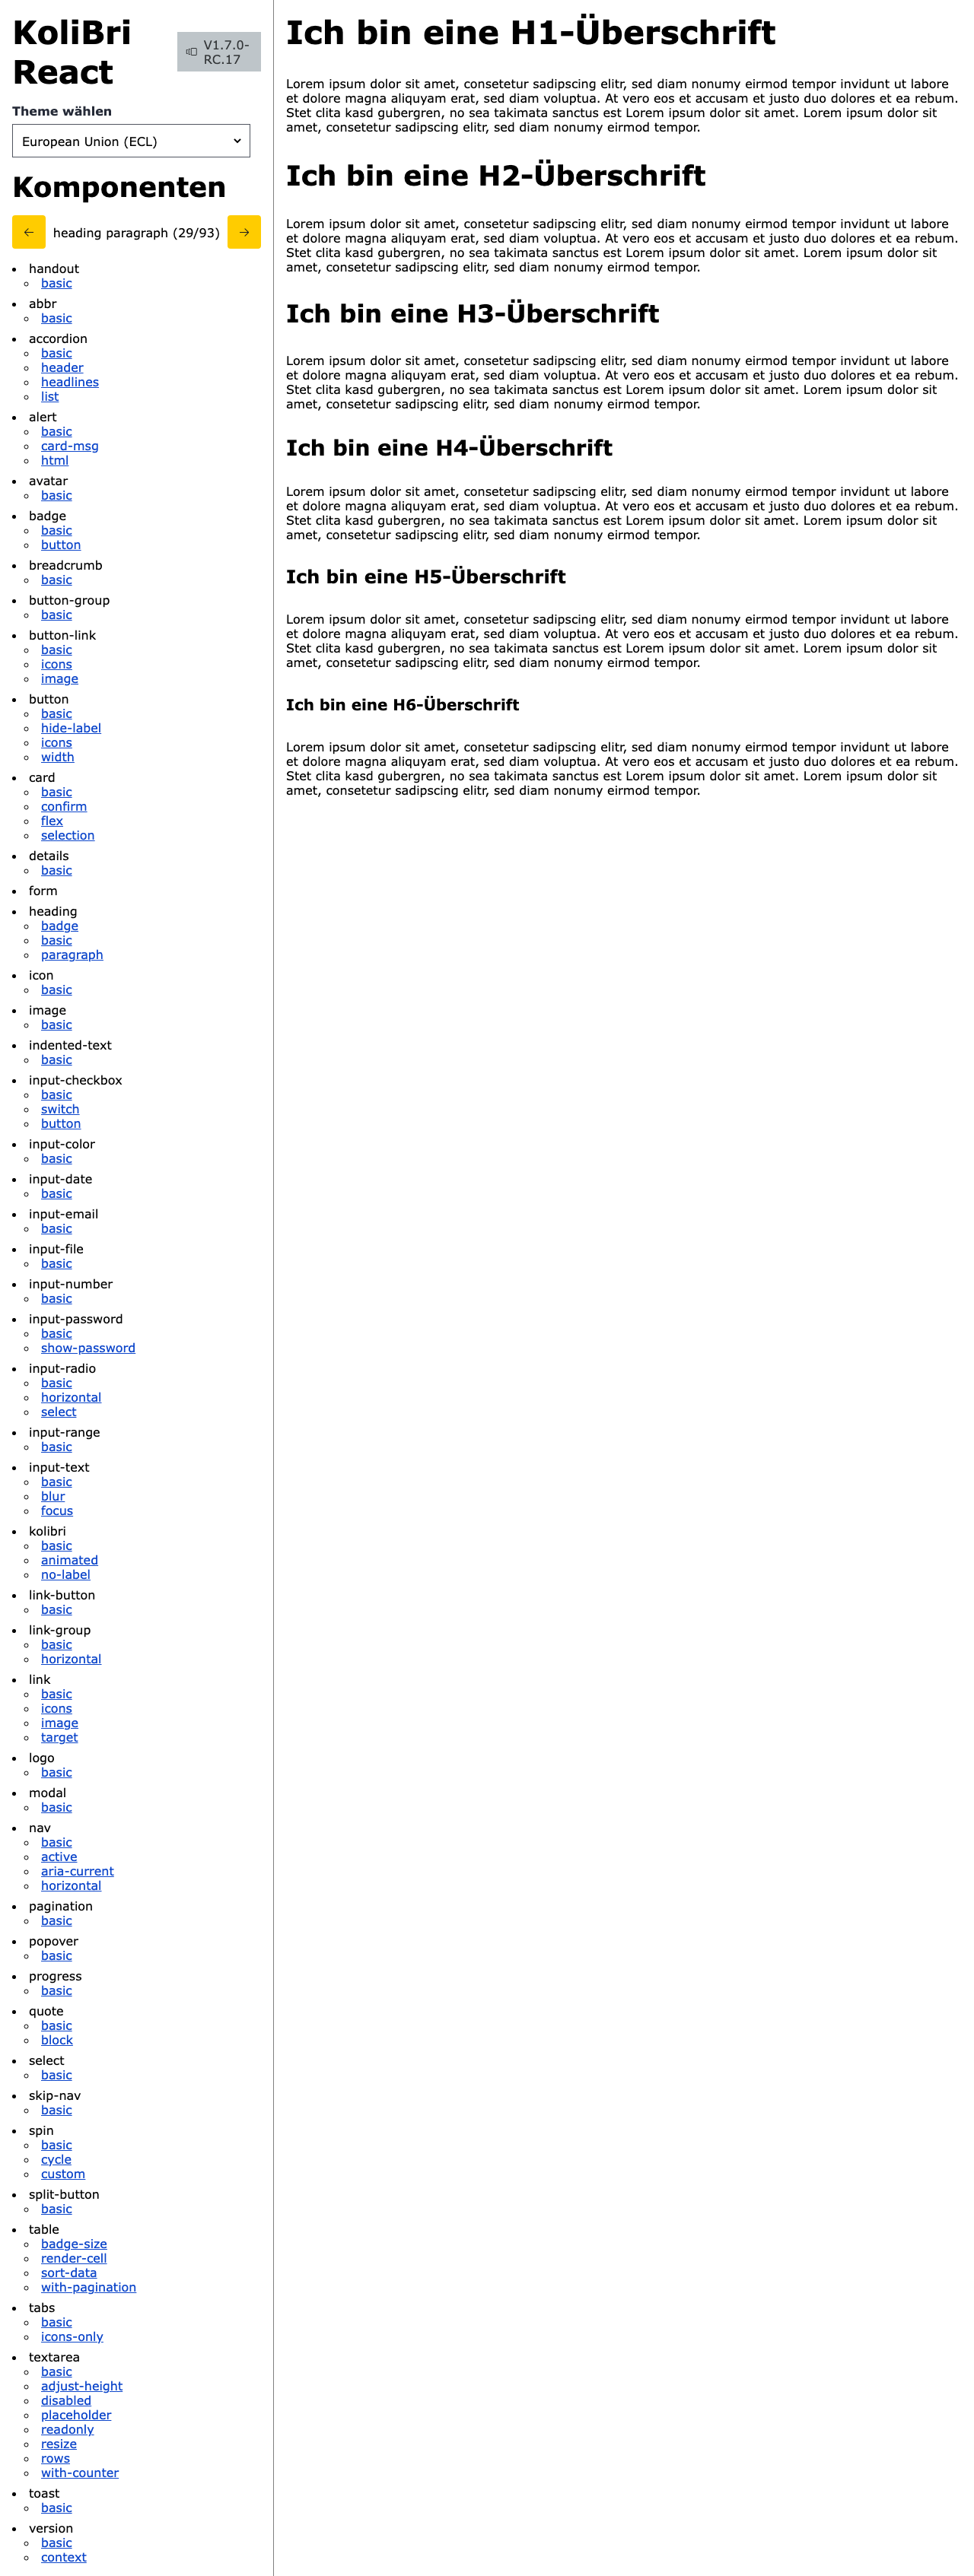 KoliBri
React
V1.7.0-
RC.17
Theme wählen
European Union (ECL)
Komponenten
← heading paragraph (29/93) →
handout
basic
abbr
basic
accordion
basic
header
headlines
list
alert
basic
card-msg
html
avatar
basic
badge
basic
button
breadcrumb
basic
button-group
basic
button-link
basic
icons
image
button
basic
hide-label
icons
width
card
basic
confirm
flex
selection
details
basic
form
heading
badge
basic
paragraph
icon
basic
image
basic
indented-text
basic
input-checkbox
basic
switch
button
input-color
basic
input-date
basic
input-email
basic
input-file
basic
input-number
basic
input-password
basic
show-password
input-radio
basic
horizontal
select
input-range
basic
input-text
basic
blur
focus
kolibri
basic
animated
no-label
link-button
basic
link-group
basic
horizontal
link
basic
icons
image
target
logo
basic
modal
basic
nav
basic
active
aria-current
horizontal
pagination
basic
popover
basic
progress
basic
quote
basic
block
select
basic
skip-nav
basic
spin
basic
cycle
custom
split-button
basic
table
badge-size
render-cell
sort-data
with-pagination
tabs
basic
icons-only
textarea
basic
adjust-height
disabled
placeholder
readonly
resize
rows
with-counter
toast
basic
version
basic
context
Ich bin eine H1-Überschrift
Lorem ipsum dolor sit amet, consetetur sadipscing elitr, sed diam nonumy eirmod tempor invidunt ut labore
et dolore magna aliquyam erat, sed diam voluptua. At vero eos et accusam et justo duo dolores et ea rebum.
Stet clita kasd gubergren, no sea takimata sanctus est Lorem ipsum dolor sit amet. Lorem ipsum dolor sit
amet, consetetur sadipscing elitr, sed diam nonumy eirmod tempor.
Ich bin eine H2-Überschrift
Lorem ipsum dolor sit amet, consetetur sadipscing elitr, sed diam nonumy eirmod tempor invidunt ut labore
et dolore magna aliquyam erat, sed diam voluptua. At vero eos et accusam et justo duo dolores et ea rebum.
Stet clita kasd gubergren, no sea takimata sanctus est Lorem ipsum dolor sit amet. Lorem ipsum dolor sit
amet, consetetur sadipscing elitr, sed diam nonumy eirmod tempor.
Ich bin eine H3-Überschrift
Lorem ipsum dolor sit amet, consetetur sadipscing elitr, sed diam nonumy eirmod tempor invidunt ut labore
et dolore magna aliquyam erat, sed diam voluptua. At vero eos et accusam et justo duo dolores et ea rebum.
Stet clita kasd gubergren, no sea takimata sanctus est Lorem ipsum dolor sit amet. Lorem ipsum dolor sit
amet, consetetur sadipscing elitr, sed diam nonumy eirmod tempor.
Ich bin eine H4-Überschrift
Lorem ipsum dolor sit amet, consetetur sadipscing elitr, sed diam nonumy eirmod tempor invidunt ut labore
et dolore magna aliquyam erat, sed diam voluptua. At vero eos et accusam et justo duo dolores et ea rebum.
Stet clita kasd gubergren, no sea takimata sanctus est Lorem ipsum dolor sit amet. Lorem ipsum dolor sit
amet, consetetur sadipscing elitr, sed diam nonumy eirmod tempor.
Ich bin eine H5-Überschrift
Lorem ipsum dolor sit amet, consetetur sadipscing elitr, sed diam nonumy eirmod tempor invidunt ut labore
et dolore magna aliquyam erat, sed diam voluptua. At vero eos et accusam et justo duo dolores et ea rebum.
Stet clita kasd gubergren, no sea takimata sanctus est Lorem ipsum dolor sit amet. Lorem ipsum dolor sit
amet, consetetur sadipscing elitr, sed diam nonumy eirmod tempor.
Ich bin eine H6-Überschrift
Lorem ipsum dolor sit amet, consetetur sadipscing elitr, sed diam nonumy eirmod tempor invidunt ut labore
et dolore magna aliquyam erat, sed diam voluptua. At vero eos et accusam et justo duo dolores et ea rebum.
Stet clita kasd gubergren, no sea takimata sanctus est Lorem ipsum dolor sit amet. Lorem ipsum dolor sit
amet, consetetur sadipscing elitr, sed diam nonumy eirmod tempor.